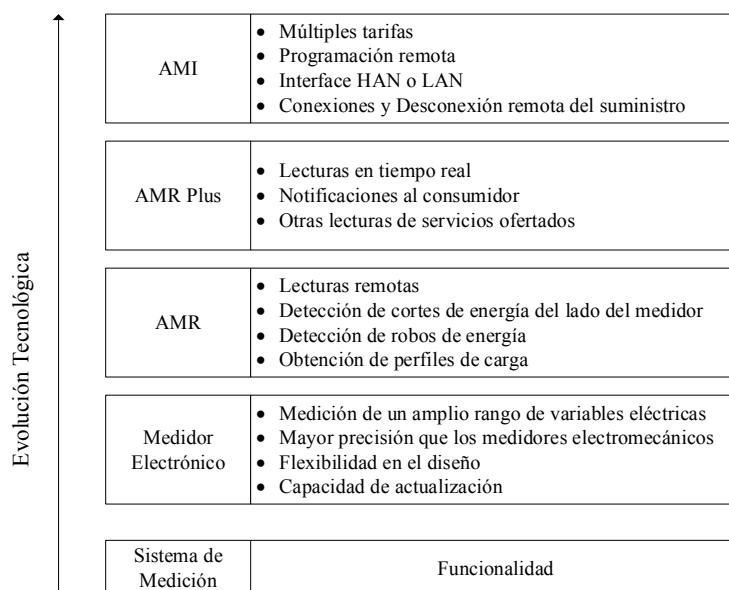 Evolución Tecnológica
AMI
• Múltiples tarifas
• Programación remota
• Interface HAN o LAN
• Conexiones y Desconexión remota del suministro
AMR Plus
• Lecturas en tiempo real
• Notificaciones al consumidor
• Otras lecturas de servicios ofertados
AMR
• Lecturas remotas
• Detección de cortes de energía del lado del medidor
• Detección de robos de energía
• Obtención de perfiles de carga
Medidor
Electrónico
• Medición de un amplio rango de variables eléctricas
• Mayor precisión que los medidores electromecánicos
• Flexibilidad en el diseño
• Capacidad de actualización
Sistema de
Medición
Funcionalidad